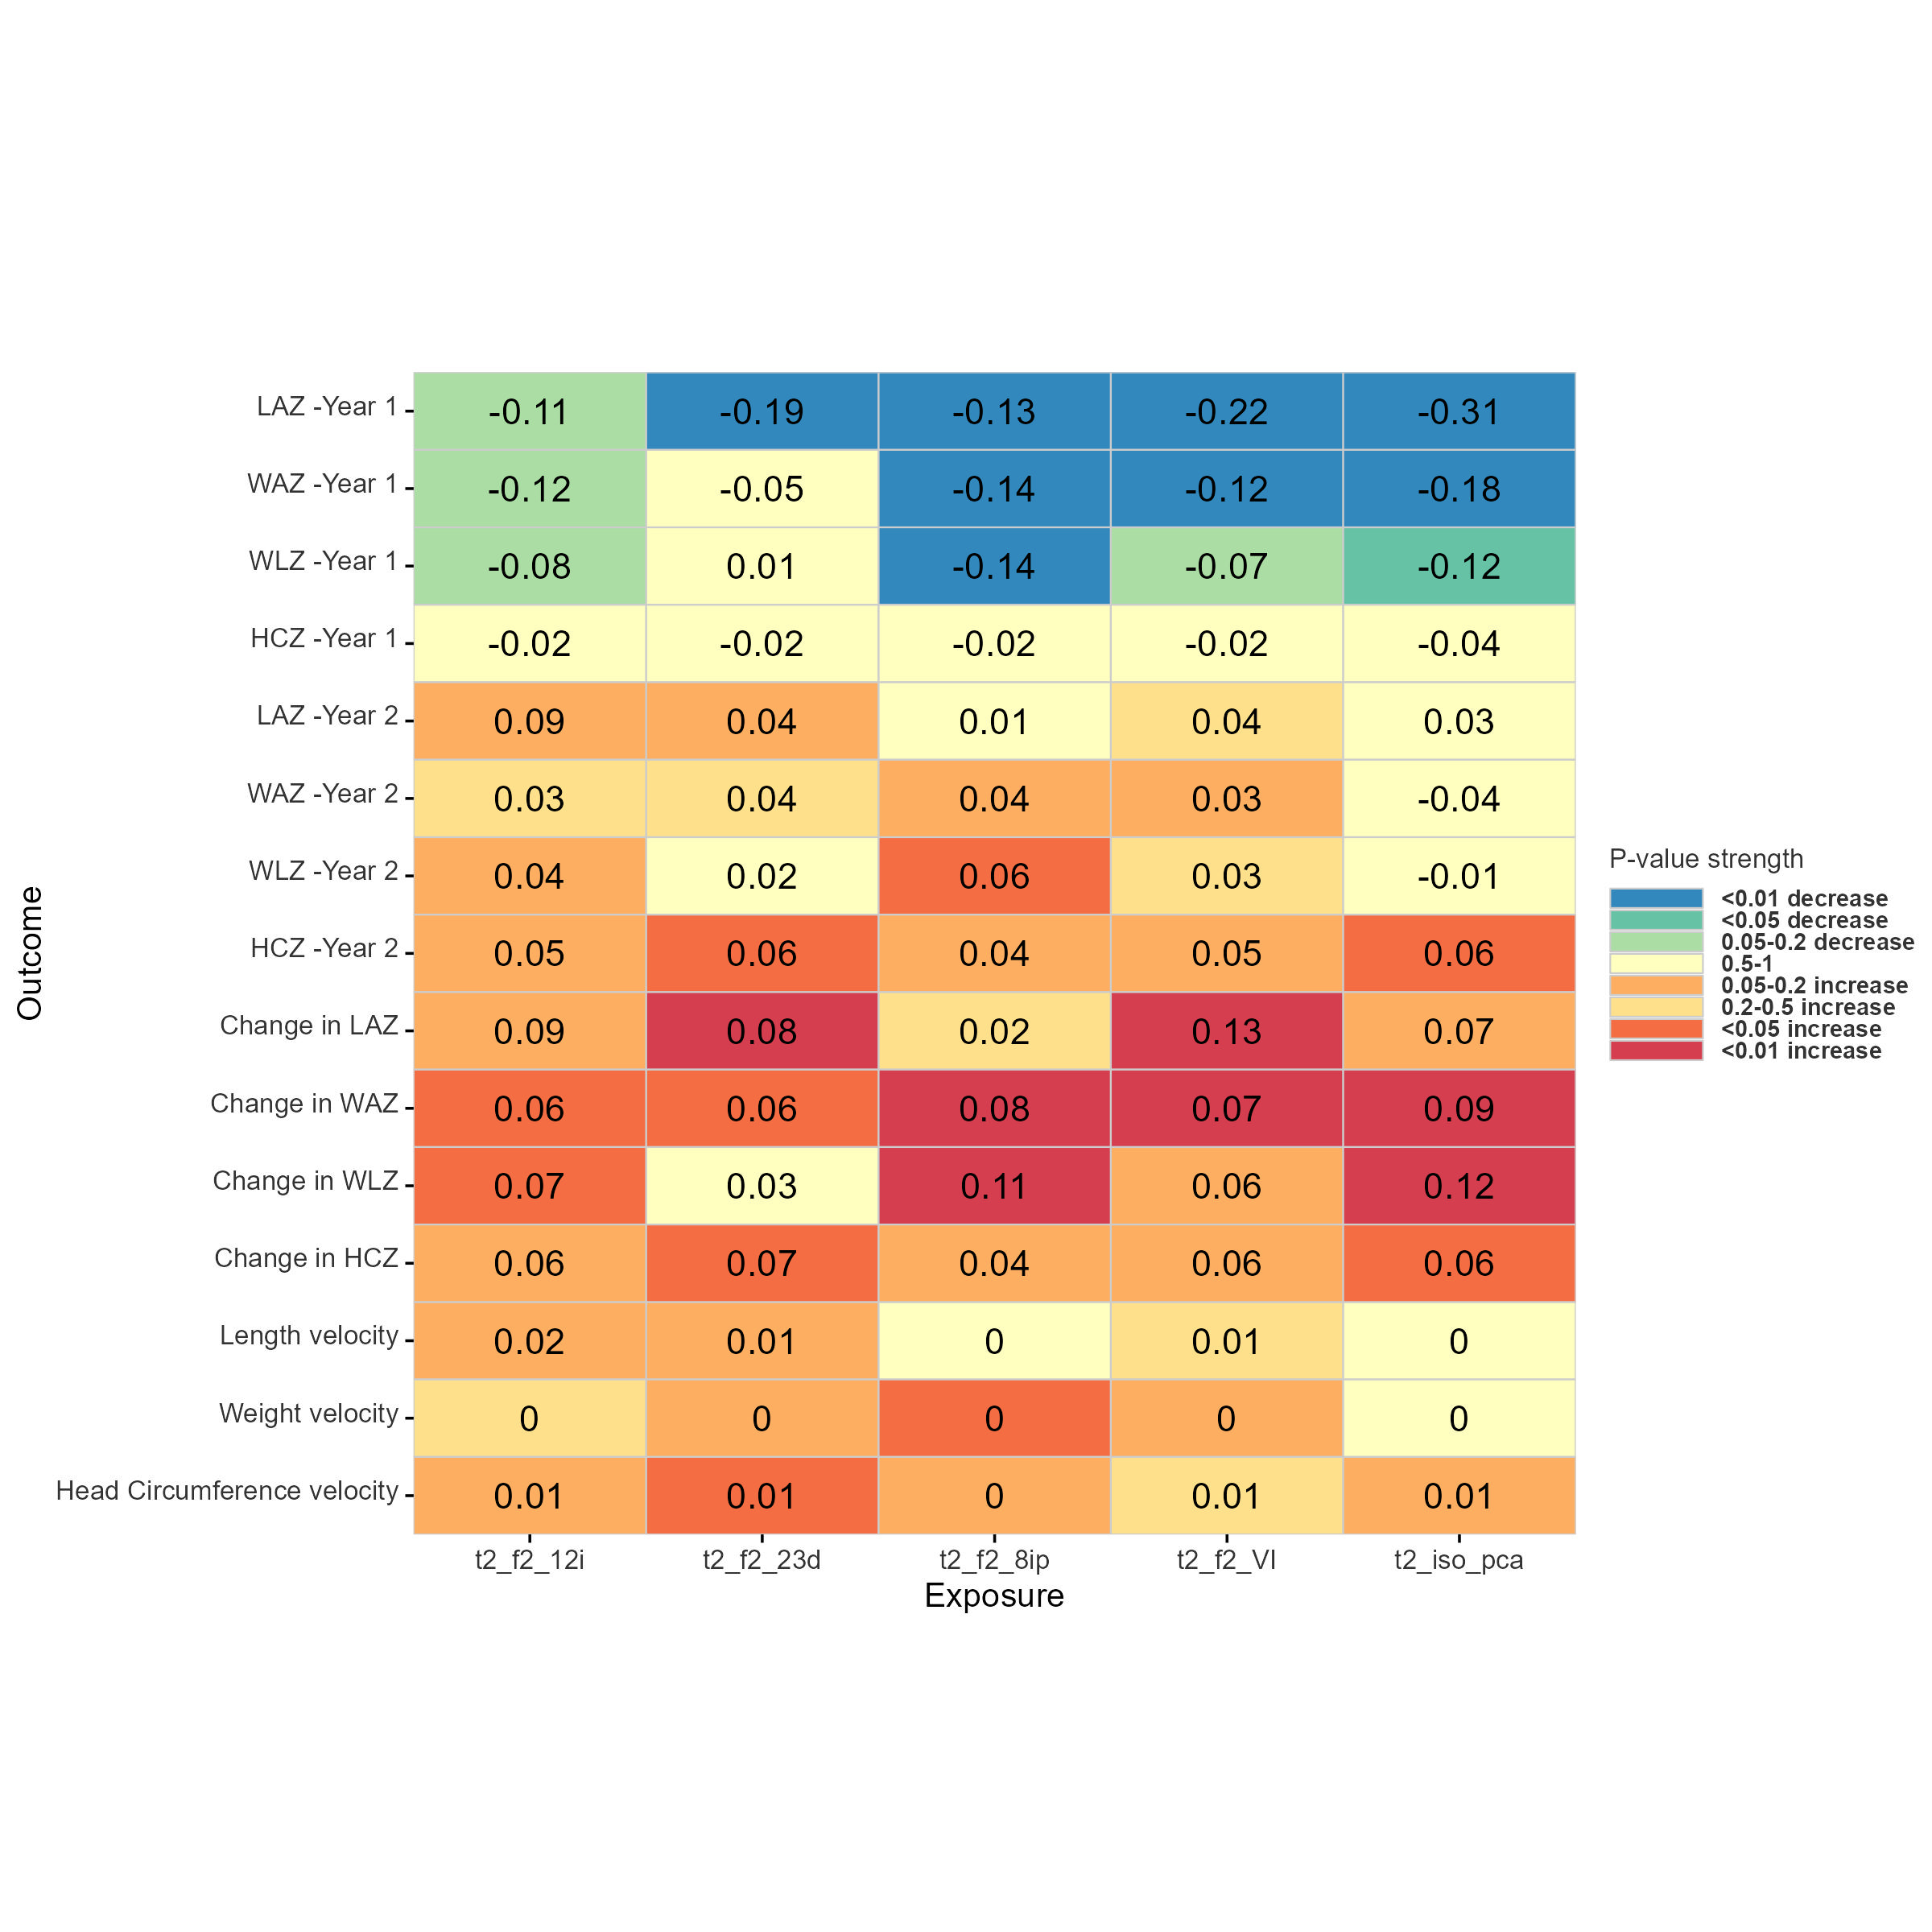 LAZ -Year 1 -0.11 -0.19 -0.13 -0.22 -0.31
WAZ -Year 1 -0.12 -0.05 -0.14 -0.12 -0.18
WLZ -Year 1 -0.08 0.01 -0.14 -0.07 -0.12
HCZ -Year 1 -0.02 -0.02 -0.02 -0.02 -0.04
LAZ -Year 2 0.09 0.04 0.01 0.04 0.03
WAZ -Year 2 0.03 0.04 0.04 0.03 -0.04
WLZ -Year 2 0.04 0.02 0.06 0.03 -0.01
HCZ -Year 2 0.05 0.06 0.04 0.05 0.06
Change in LAZ 0.09 0.08 0.02 0.13 0.07
Change in WAZ 0.06 0.06 0.08 0.07 0.09
Change in WLZ 0.07 0.03 0.11 0.06 0.12
Change in HCZ 0.06 0.07 0.04 0.06 0.06
Length velocity 0.02 0.01 0 0.01 0
Weight velocity 0 0 0 0 0
Head Circumference velocity 0.01 0.01 0 0.01 0.01
t2_f2_12i t2_f2_23d t2_f2_8ip t2_f2_VI t2_iso_pca
Exposure
Outcome
P-value strength
<0.01 decrease
<0.05 decrease
0.05-0.2 decrease
0.5-1
0.05-0.2 increase
0.2-0.5 increase
<0.05 increase
<0.01 increase